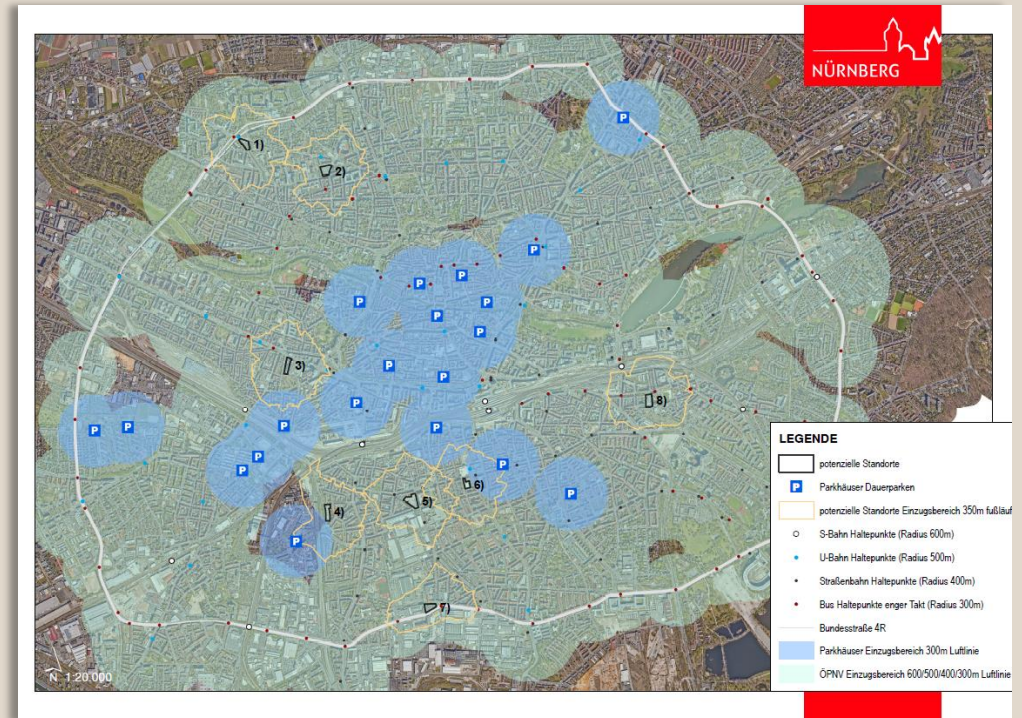 NÜRNBERG
P
1)
2)
P
P
P
P
P
P
P
3)
P
P
8)
P
P
P
P
P
P
P
P
6)
P
5)
4)
P
7)
N 1:20.000
LEGENDE
potenzielle Standorte
P Parkhäuser Dauerparken
potenzielle Standorte Einzugsbereich 350m fußläuf
S-Bahn Haltepunkte (Radius 600m)
U-Bahn Haltepunkte (Radius 500m)
Straßenbahn Haltepunkte (Radius 400m)
Bus Haltepunkte enger Takt (Radius 300m)
Bundesstraße 4R
Parkhäuser Einzugsbereich 300m Luftlinie
ÖPNV Einzugsbereich 600/500/400/300m Luftlinie